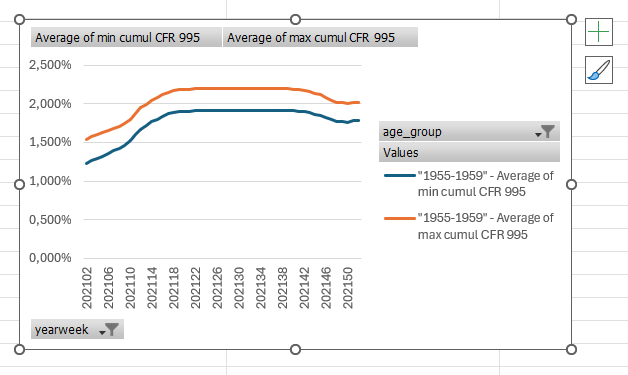 Average of min cumul CFR 995 Average of max cumul CFR 995
2,500%
2,000%
1,500%
1,000%
0,500%
0,000%
202102 202106 202110 202114 202118 202122 202126 202130 202134 202138 202142 202146 202150
yearweek
age_group
Values
"1955-1959" - Average of
min cumul CFR 995
"1955-1959" - Average of
max cumul CFR 995